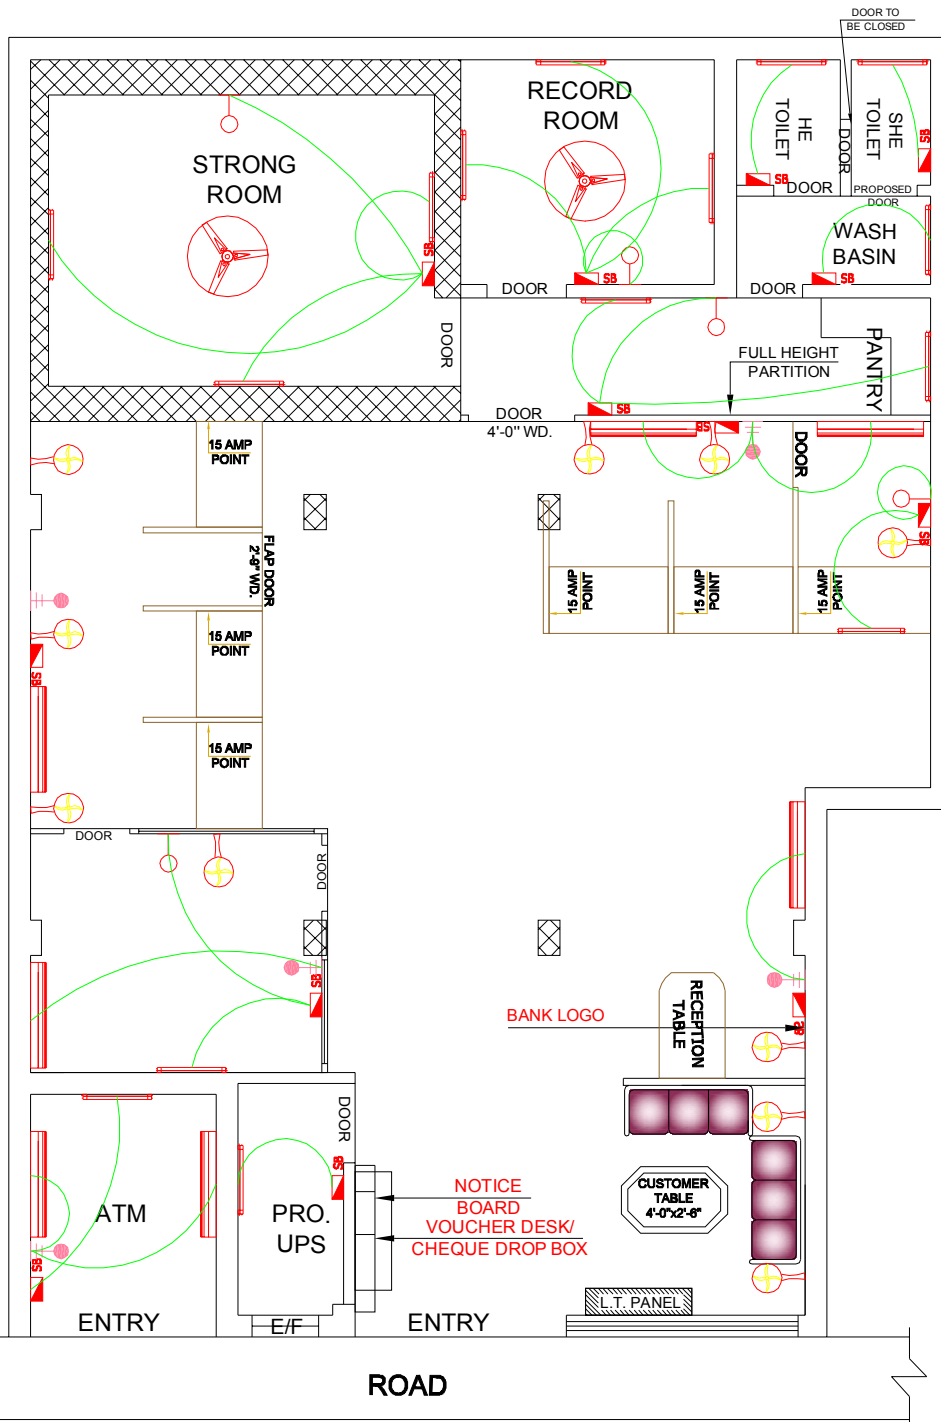 DOOR TO
BE CLOSED
RECORD
ROOM
HE
TOILET
DOOR
SHE
TOILET
SB
STRONG
ROOM
SB
DOOR
PROPOSED
DOOR
WASH
BASIN
SB
SB
DOOR
SB
DOOR
DOOR
FULL HEIGHT
PARTITION
PANTRY
SB
DOOR
4'-0" WD.
SB
15 AMP
POINT
DOOR
SB
FLAP DOOR
2'-9" WD.
15 AMP
POINT
15 AMP
POINT
15 AMP
POINT
15 AMP
POINT
SB
15 AMP
POINT
DOOR
DOOR
SB
RECEPTION
TABLE
BANK LOGO
SB
DOOR
SB
CUSTOMER
TABLE
4'-0"x2'-6"
NOTICE
BOARD
VOUCHER DESK/
CHEQUE DROP BOX
ATM
PRO.
UPS
SB
L.T. PANEL
ENTRY
E/F
ENTRY
ROAD